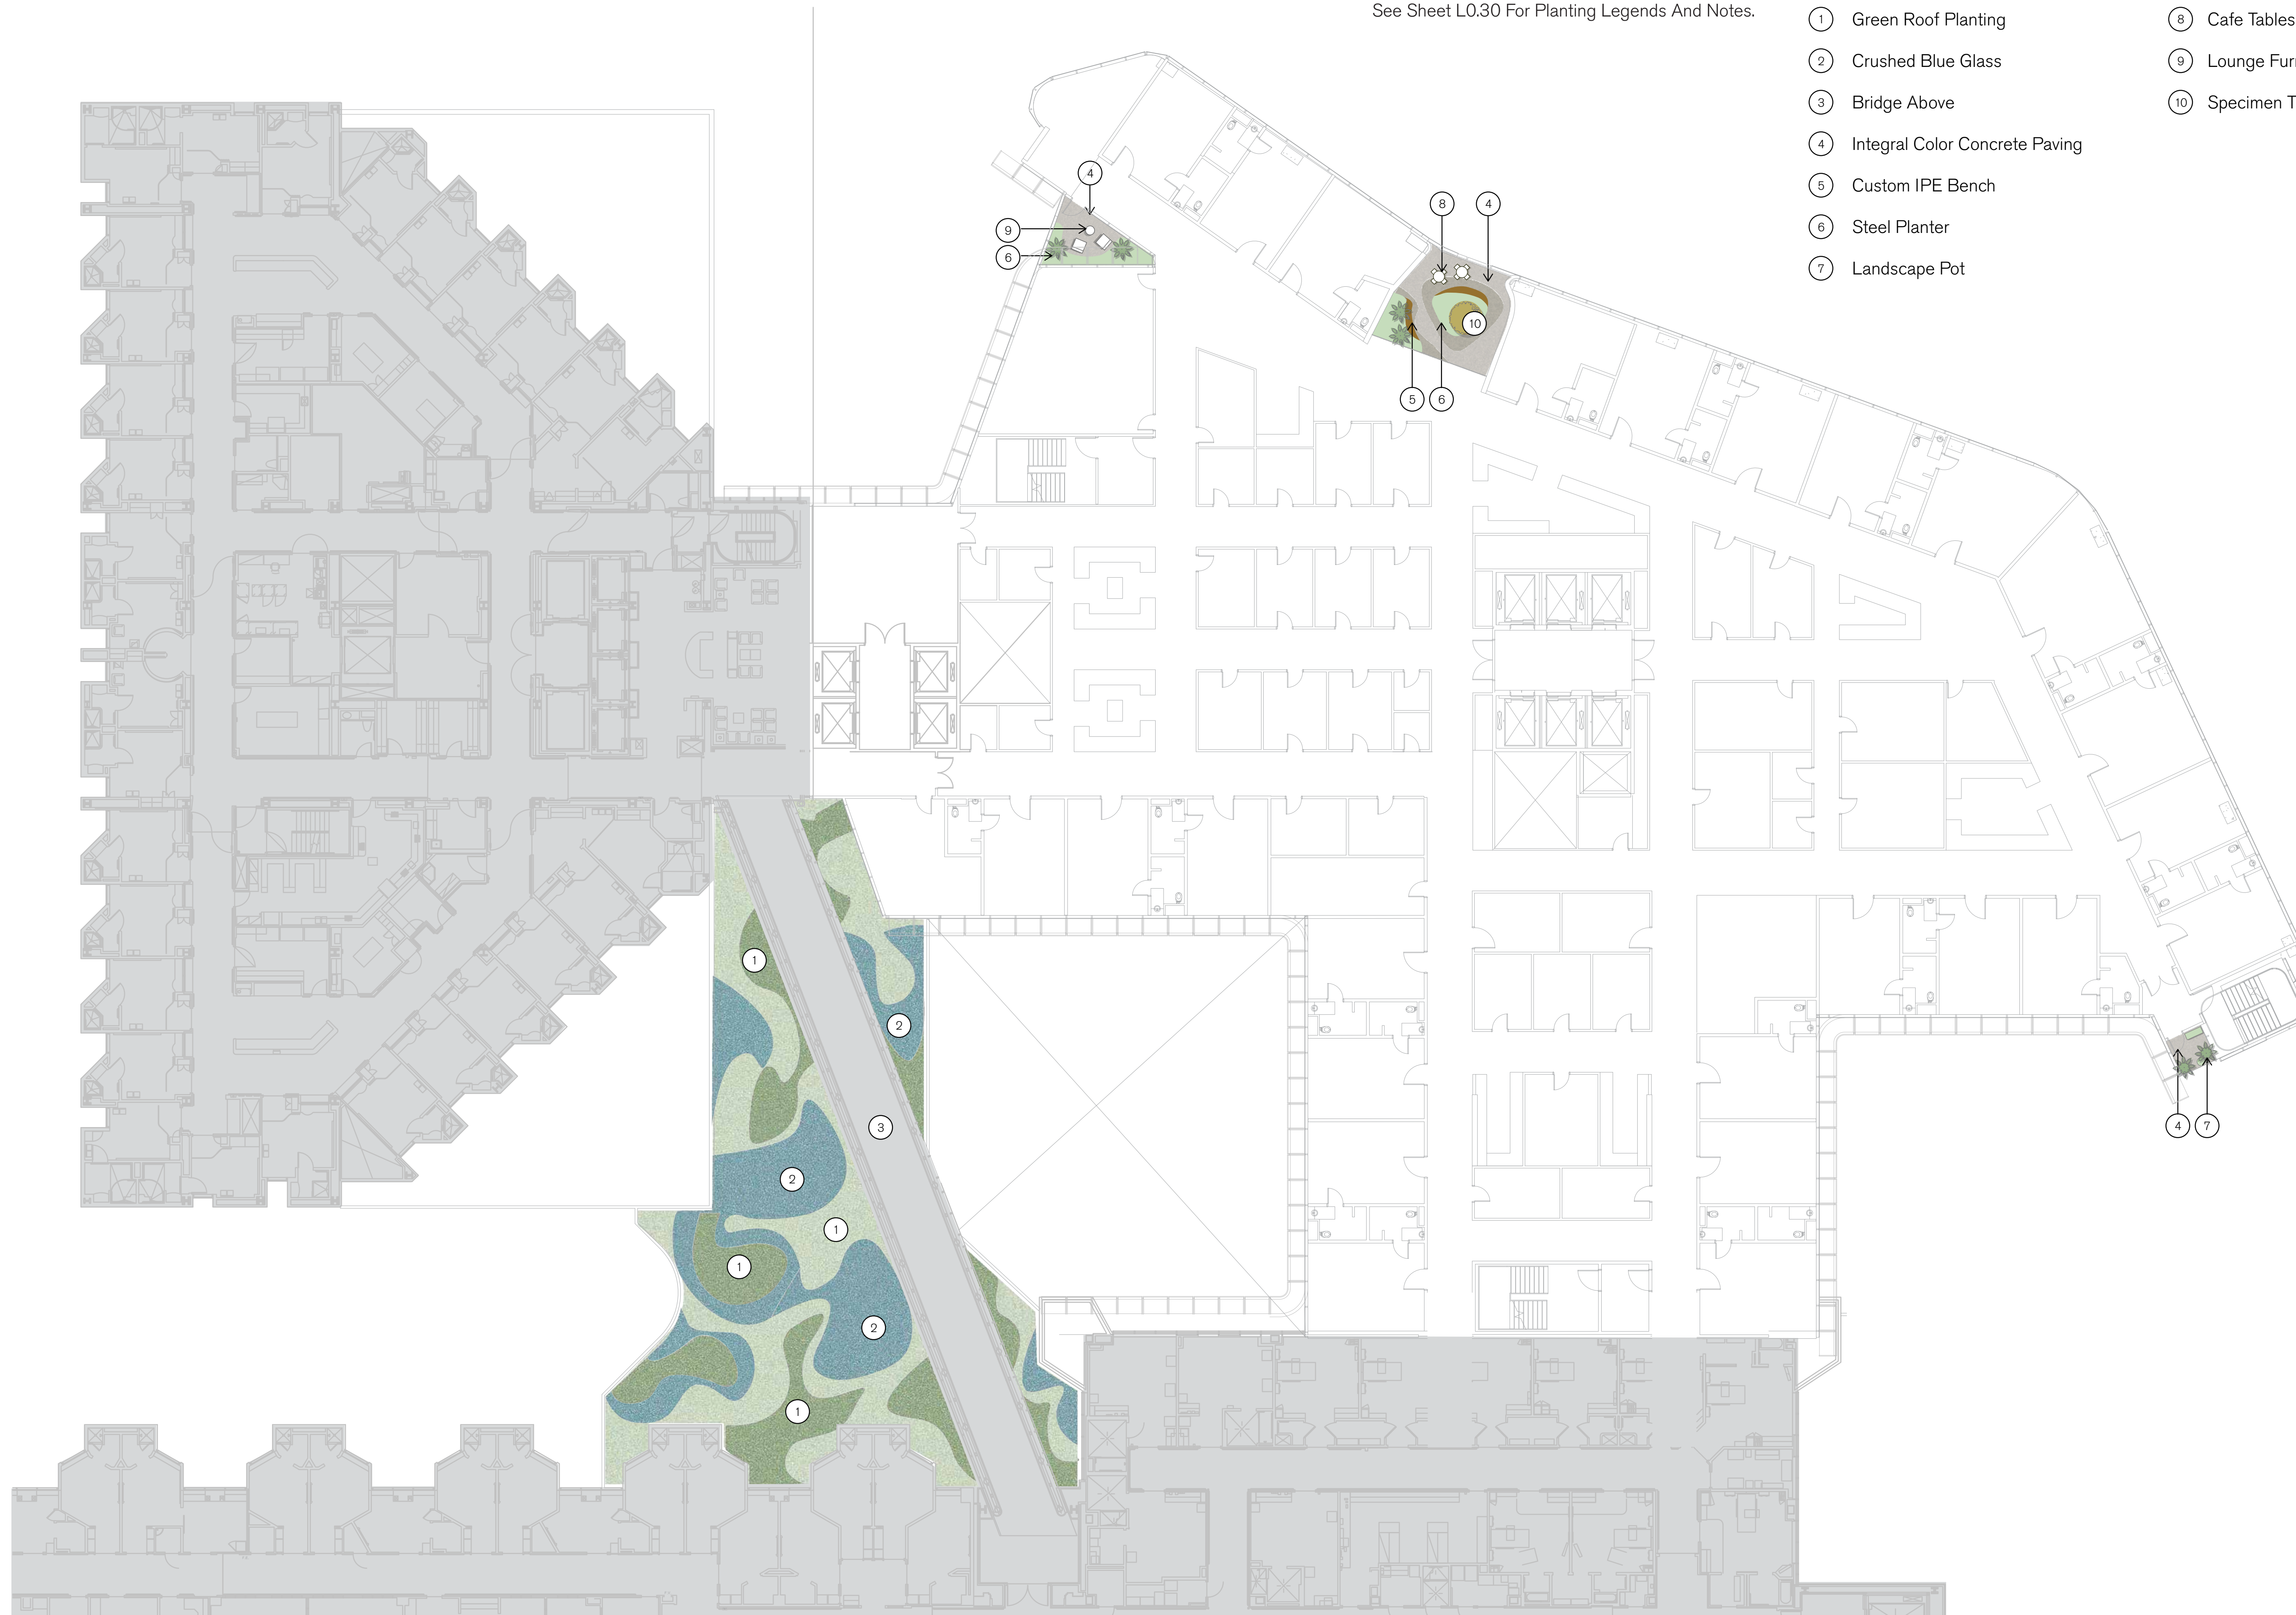 See Sheet L0.30 For Planting Legends And Notes.
1 Green Roof Planting
2 Crushed Blue Glass
3 Bridge Above
4 Integral Color Concrete Paving
5 Custom IPE Bench
6 Steel Planter
7 Landscape Pot
8 Cafe Tables
9 Lounge
10 Specimen
4
9
6
8
4
10
5
6
1
2
3
2
1
1
2
1
4
7